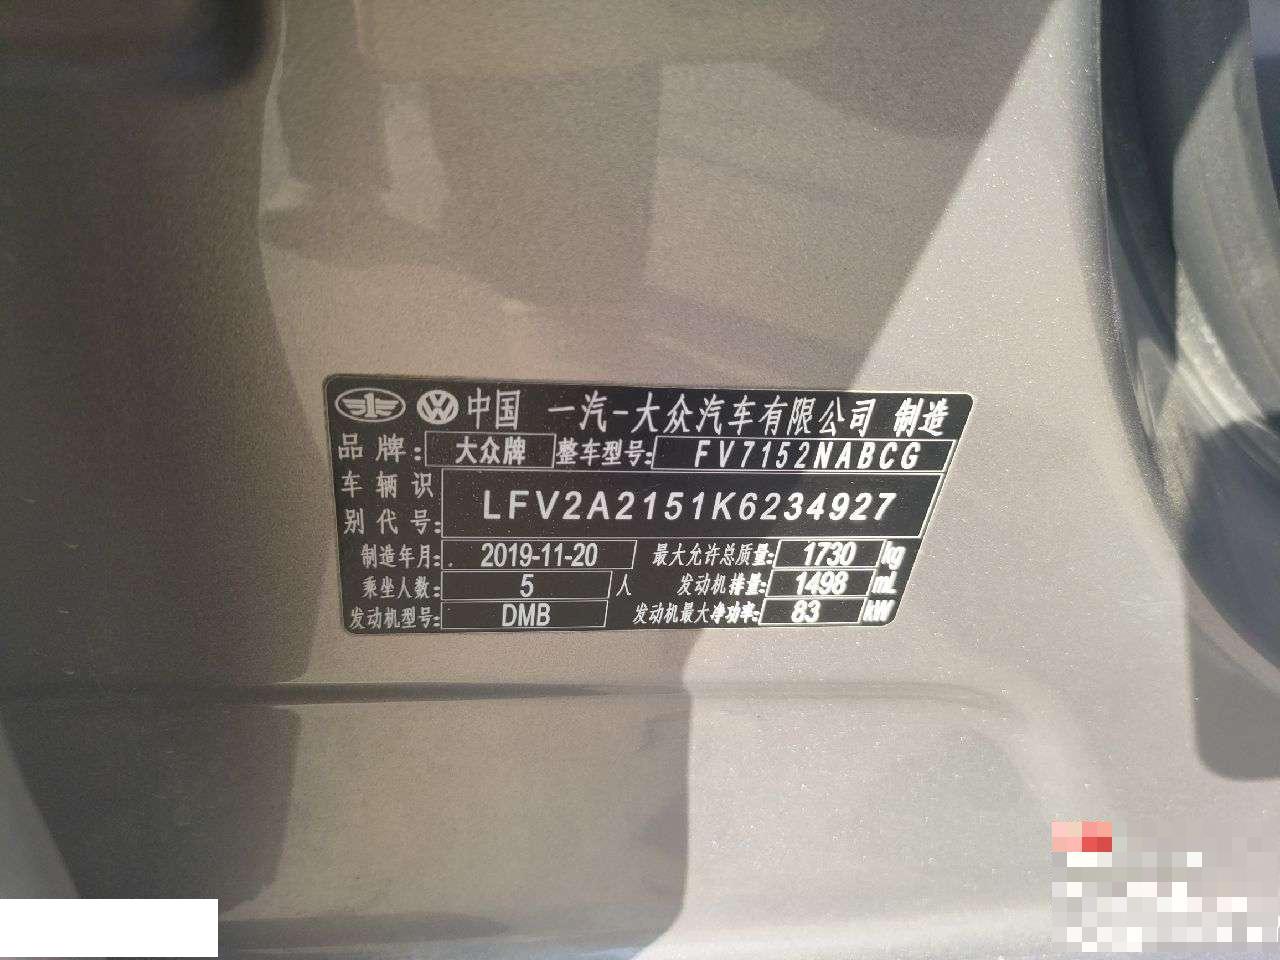 中国 一汽-大众汽车有限公司 制造
品牌: 大众牌 整车型号: FV7152NABCG
车辆识别代号: LFV2A2151K6234927
制造年月: 2019-11-20 最大允许总质量: 1730 kg
乘坐人数: 5 人 发动机排量: 1498 mL
发动机型号: DMB 发动机最大净功率: 83 kW